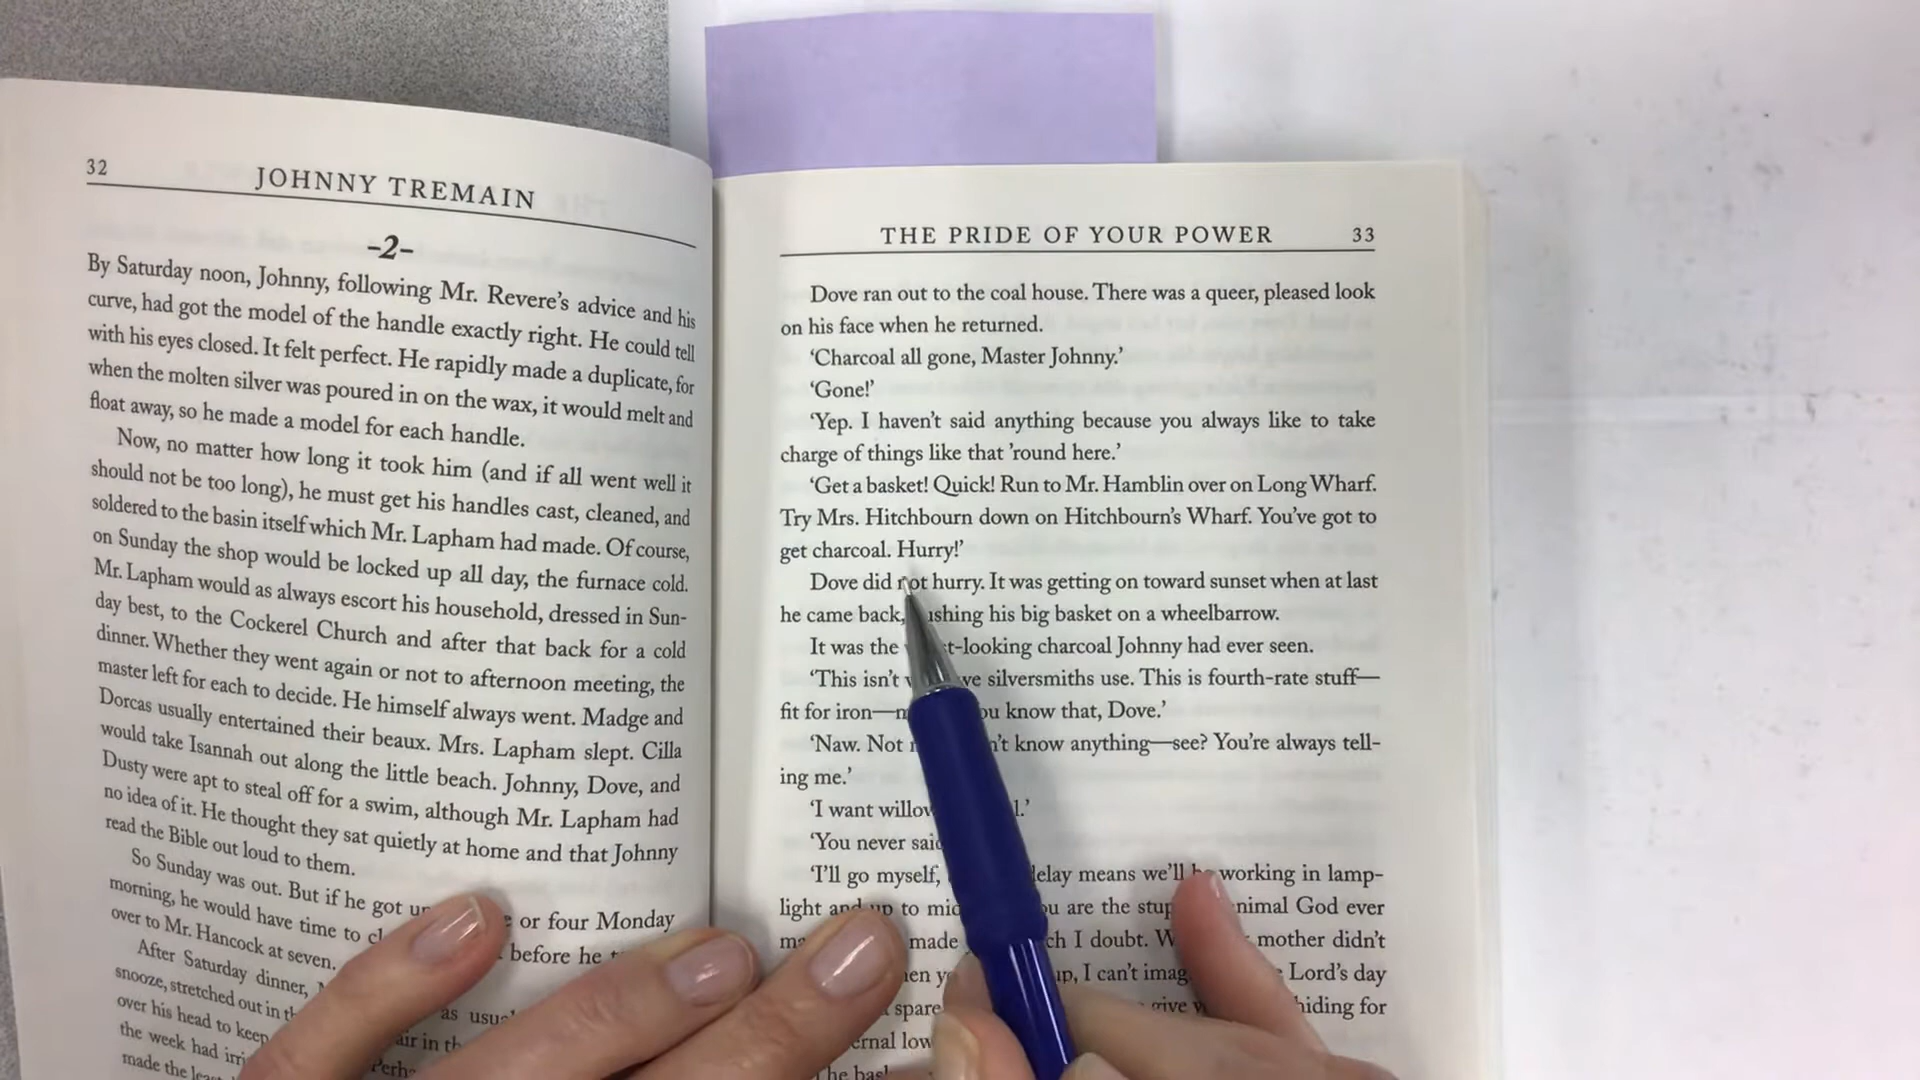 32
JOHNNY TREMAIN
-2-
By Saturday noon, Johnny, following Mr. Revere's advice and his
curve, had got the model of the handle exactly right. He could tell
with his eyes closed. It felt perfect. He rapidly made a duplicate, for
when the molten silver was poured in on the wax, it would melt and
float away, so he made a model for each handle.
Now, no matter how long it took him (and if all went well it
should not be too long), he must get his handles cast, cleaned, and
soldered to the basin itself which Mr. Lapham had made. Of course,
on Sunday the shop would be locked up all day, the furnace cold.
Mr. Lapham would as always escort his household, dressed in Sun-
day best, to the Cockerel Church and after that back for a cold
dinner. Whether they went again or not to afternoon meeting, the
master left for each to decide. He himself always went. Madge and
Dorcas usually entertained their beaux. Mrs. Lapham slept. Cilla
would take Isannah out along the little beach. Johnny, Dove, and
Dusty were apt to steal off for a swim, although Mr. Lapham had
no idea of it. He thought they sat quietly at home and that Johnny
read the Bible out loud to them.
So Sunday was out. But if he got or four Monday
morning, he would have time to before he
over to Mr. Hancock at seven.
After Saturday dinner, as
snooze, stretched out in in
over his head to keep
the week had
made the
THE PRIDE OF YOUR POWER
33
Dove ran out to the coal house. There was a queer, pleased look
on his face when he returned.
'Charcoal all gone, Master Johnny.'
'Gone!'
'Yep. I haven't said anything because you always like to take
charge of things like that 'round here.'
'Get a basket! Quick! Run to Mr. Hamblin over on Long Wharf.
Try Mrs. Hitchbourn down on Hitchbourn's Wharf. You've got to
get charcoal. Hurry!'
Dove did not hurry. It was getting on toward sunset when at last
he came back, pushing his big basket on a wheelbarrow.
It was the -looking charcoal Johnny had ever seen.
'This isn't we silversmiths use. This is fourth-rate stuff—
fit for iron— you know that, Dove.'
'Naw. Not know anything—see? You're always tell-
ing me.'
'I want willow
'You never said
'I'll go myself, delay means we'll be working in lamp-
light and up to you are the animal God ever
made which I doubt. mother didn't
up, I can't Lord's day
spare give hiding for
low